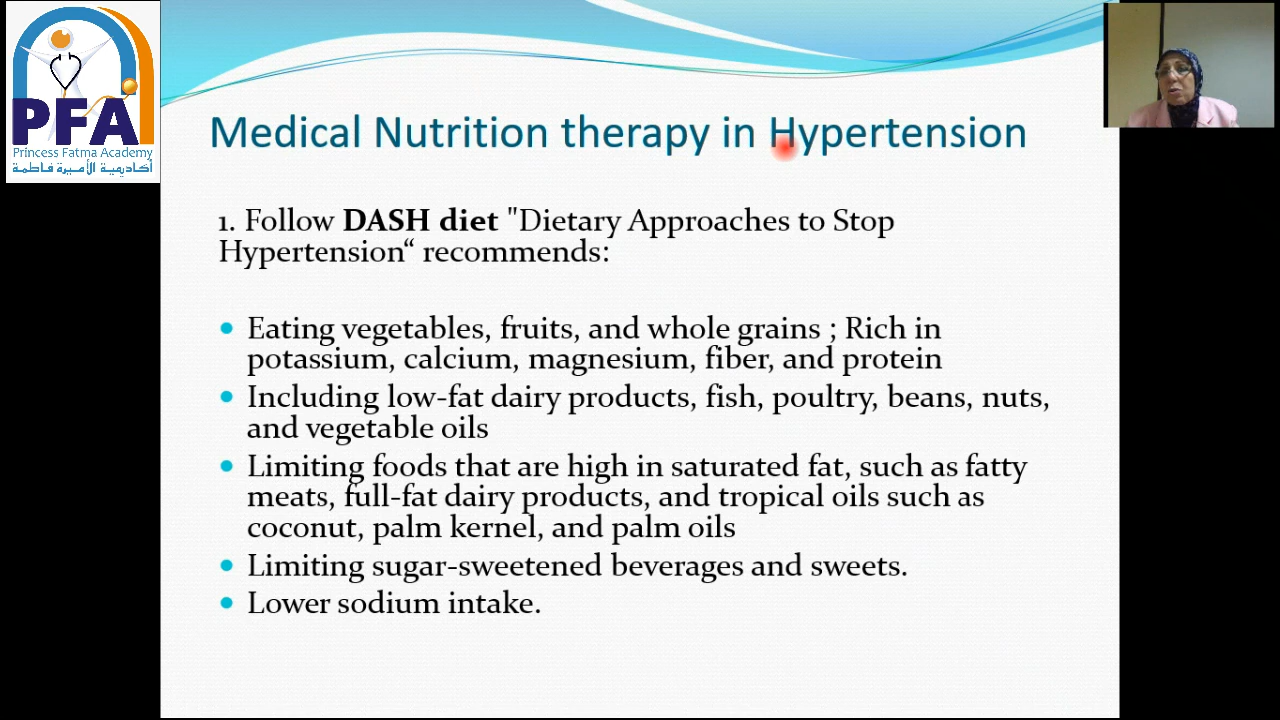 PFA
Princess Fatma Academy
أكاديمية الأميرة فاطمة
Medical Nutrition therapy in Hypertension
1. Follow DASH diet "Dietary Approaches to Stop
Hypertension“ recommends:
• Eating vegetables, fruits, and whole grains ; Rich in
potassium, calcium, magnesium, fiber, and protein
• Including low-fat dairy products, fish, poultry, beans, nuts,
and vegetable oils
• Limiting foods that are high in saturated fat, such as fatty
meats, full-fat dairy products, and tropical oils such as
coconut, palm kernel, and palm oils
• Limiting sugar-sweetened beverages and sweets.
• Lower sodium intake.